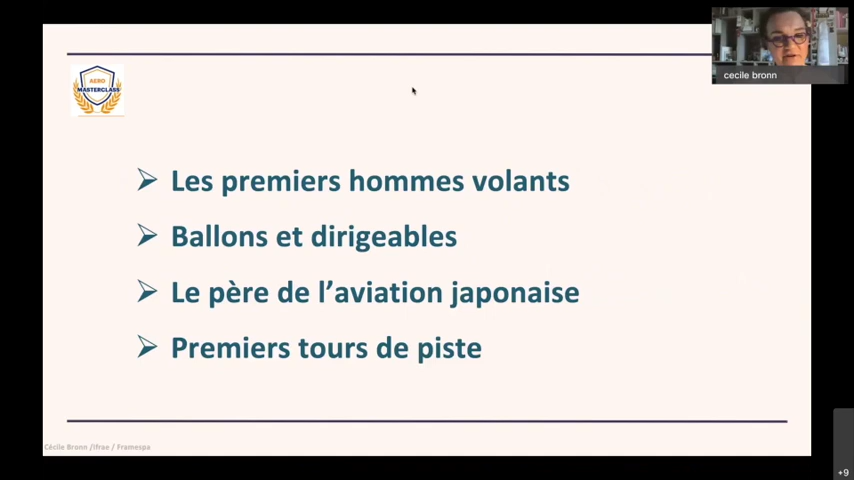 cecile bronn
AERO
MASTERCLASS
Les premiers hommes volants
Ballons et dirigeables
Le père de l’aviation japonaise
Premiers tours de piste
Cécile Bronn /Ifrae / Framespa
+9